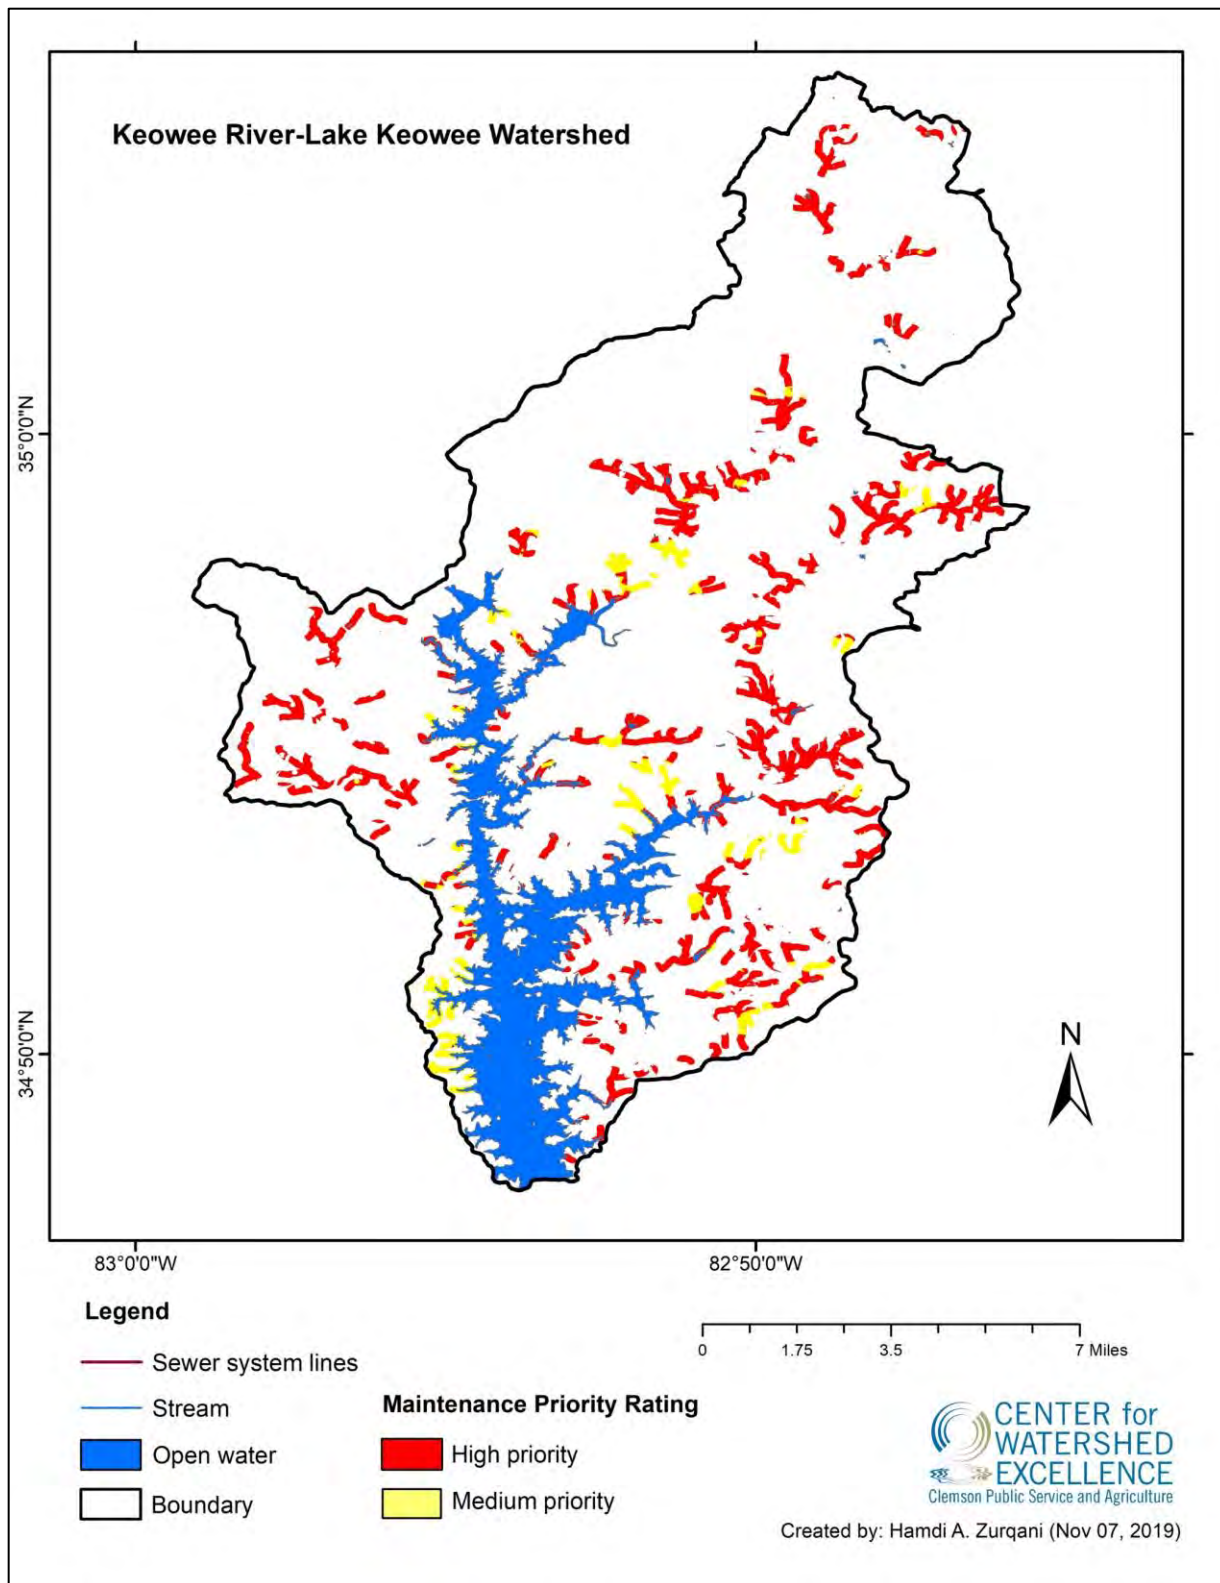 Keowee River-Lake Keowee Watershed
35°0'0"N
34°50'0"N
N
83°0'0"W
82°50'0"W
Legend
Sewer system lines
Stream
Open water
Boundary
Maintenance Priority Rating
High priority
Medium priority
0 1.75 3.5 7 Miles
CENTER for
WATERSHED
EXCELLENCE
Clemson Public Service and Agriculture
Created by: Hamdi A. Zurqani (Nov 07, 2019)